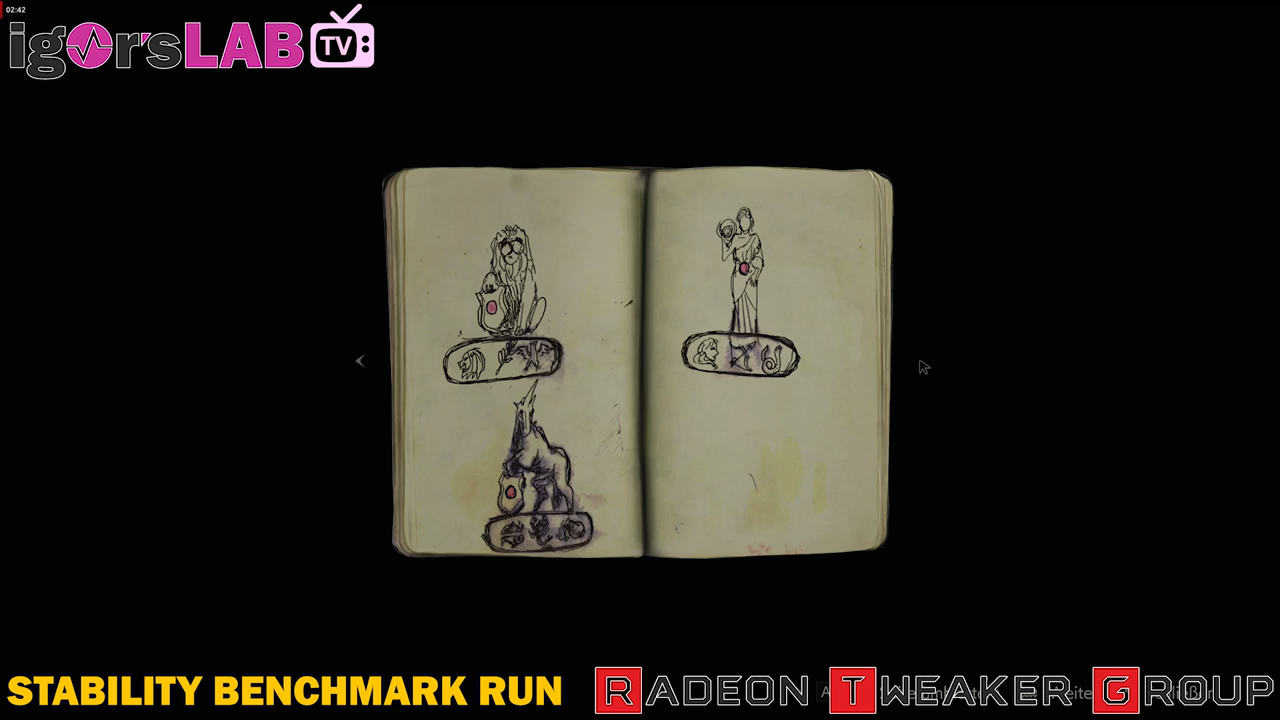 02:42
igor'sLAB TV
STABILITY BENCHMARK RUN RADEON TWEAKER GROUP